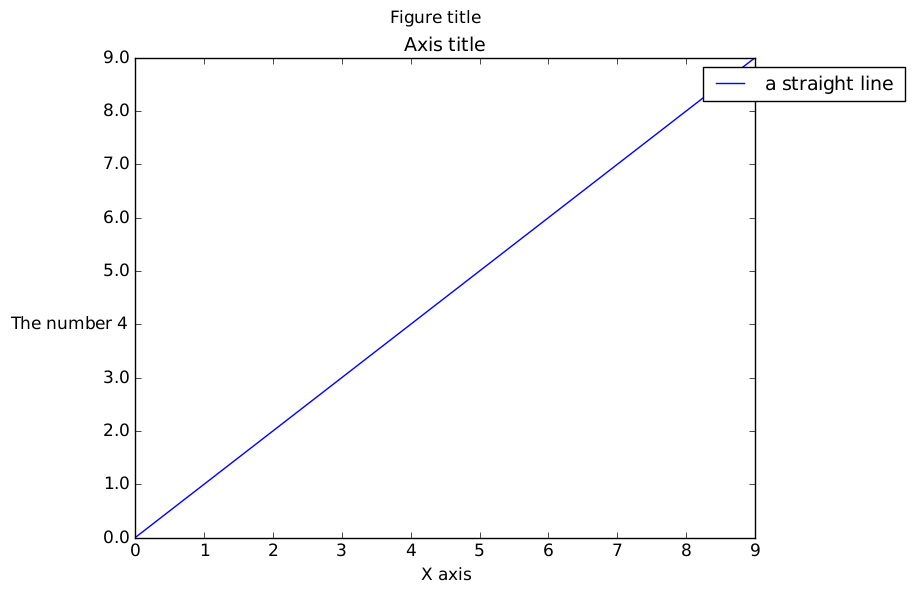 Figure title
Axis title
a straight line
9.0
8.0
7.0
6.0
5.0
The number 4
3.0
2.0
1.0
0.0
0 1 2 3 4 5 6 7 8 9
X axis